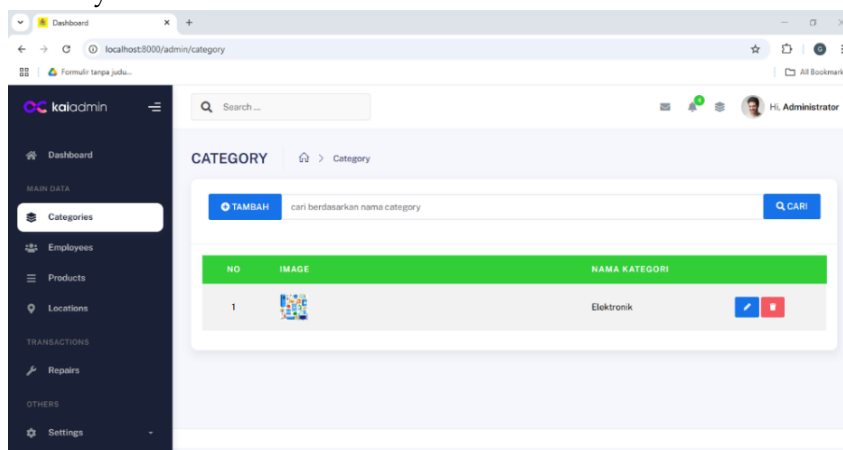 Dashboard
localhost:8000/admin/category
Formulir tanpa judu...
All Bookmark
kaiadmin
Search ...
4
Hi, Administrator
Dashboard
MAIN DATA
Categories
Employees
Products
Locations
TRANSACTIONS
Repairs
OTHERS
Settings
CATEGORY
> Category
TAMBAH
cari berdasarkan nama category
CARI
NO IMAGE NAMA KATEGORI
1 Elektronik